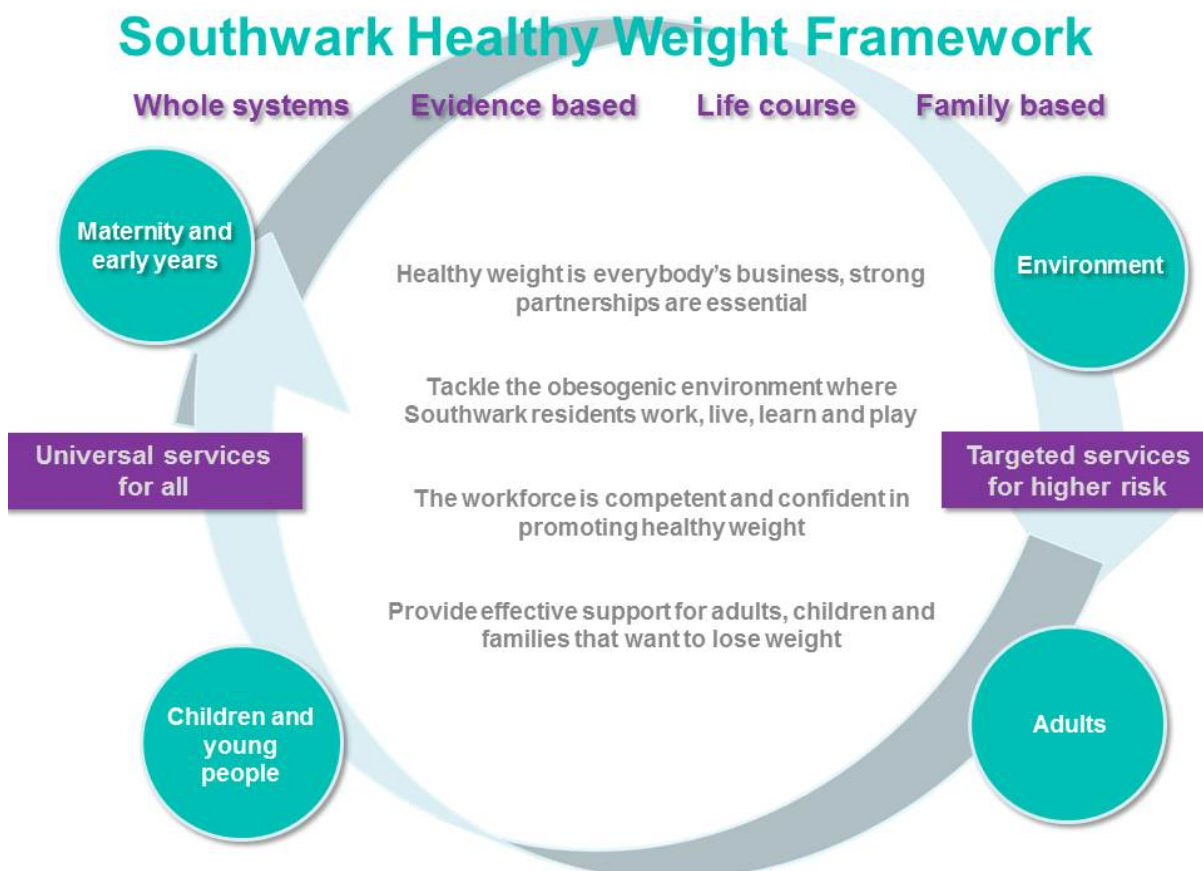 Southwark Healthy Weight Framework
Whole systems Evidence based Life course Family based
Maternity and
early years
Environment
Healthy weight is everybody's business, strong
partnerships are essential
Tackle the obesogenic environment where
Southwark residents work, live, learn and play
Universal services
for all
Targeted services
for higher risk
The workforce is competent and confident in
promoting healthy weight
Provide effective support for adults, children and
families that want to lose weight
Children and
young
people
Adults